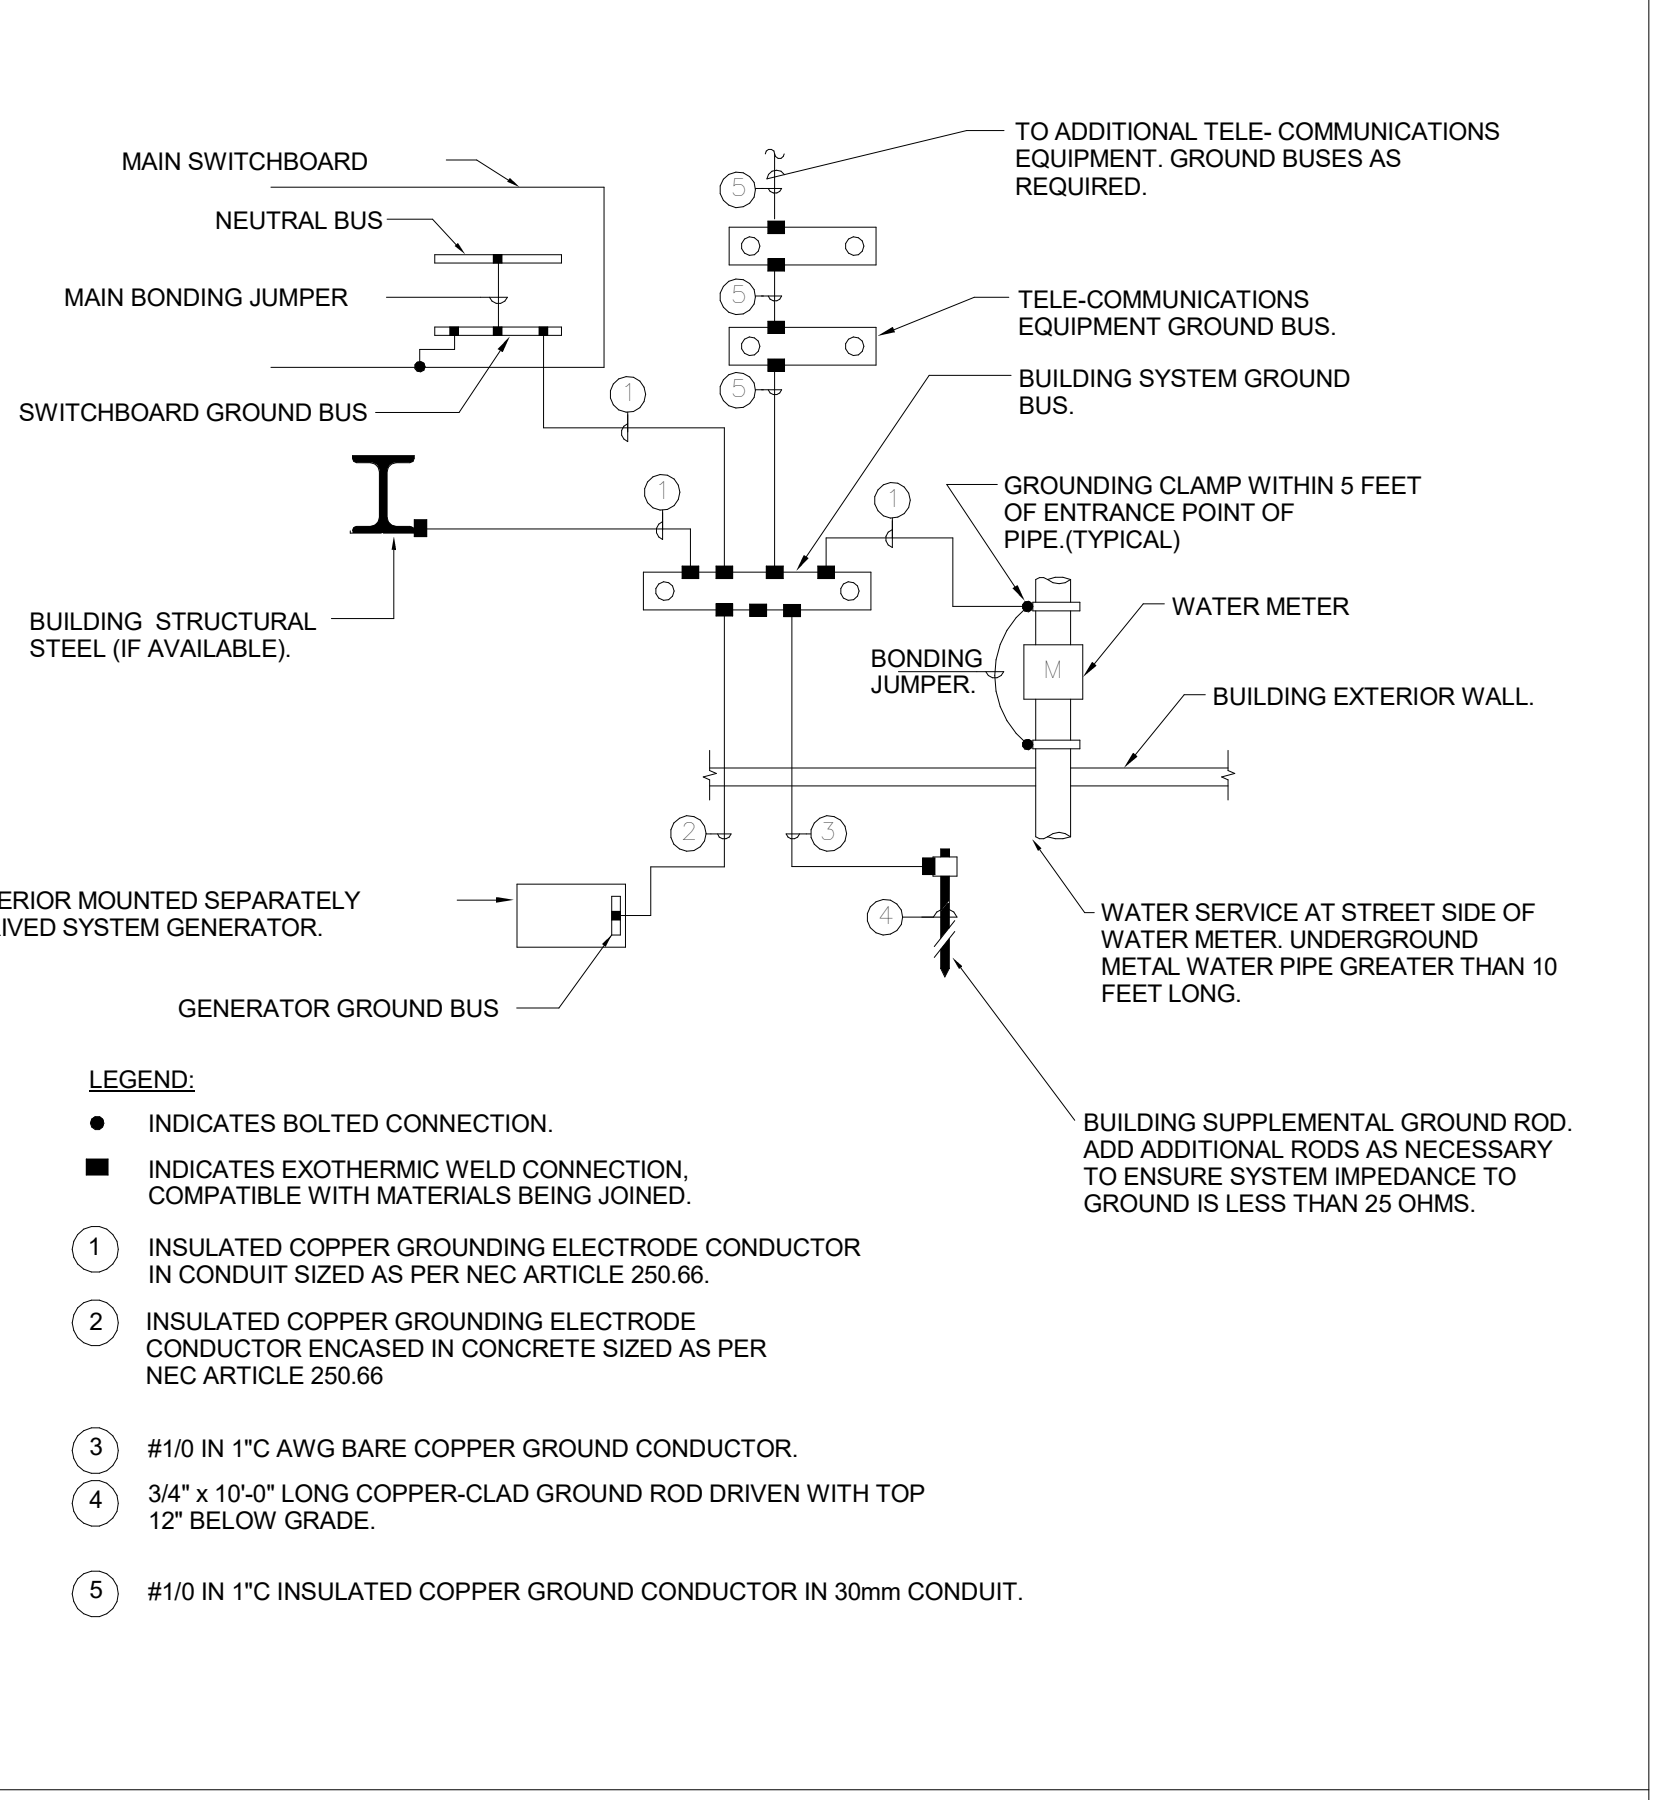 TO ADDITIONAL TELE- COMMUNICATIONS
EQUIPMENT. GROUND BUSES AS
REQUIRED.
MAIN SWITCHBOARD
5
NEUTRAL BUS
MAIN BONDING JUMPER
5
TELE-COMMUNICATIONS
EQUIPMENT GROUND BUS.
SWITCHBOARD GROUND BUS
1
5
BUILDING SYSTEM GROUND
BUS.
1
1
GROUNDING CLAMP WITHIN 5 FEET
OF ENTRANCE POINT OF
PIPE.(TYPICAL)
BUILDING STRUCTURAL
STEEL (IF AVAILABLE).
WATER METER
BONDING
JUMPER.
M
BUILDING EXTERIOR WALL.
2
3
ERIOR MOUNTED SEPARATELY
IVED SYSTEM GENERATOR.
4
WATER SERVICE AT STREET SIDE OF
WATER METER. UNDERGROUND
METAL WATER PIPE GREATER THAN 10
FEET LONG.
GENERATOR GROUND BUS
BUILDING SUPPLEMENTAL GROUND ROD.
ADD ADDITIONAL RODS AS NECESSARY
TO ENSURE SYSTEM IMPEDANCE TO
GROUND IS LESS THAN 25 OHMS.
LEGEND:
INDICATES BOLTED CONNECTION.
INDICATES EXOTHERMIC WELD CONNECTION,
COMPATIBLE WITH MATERIALS BEING JOINED.
1 INSULATED COPPER GROUNDING ELECTRODE CONDUCTOR
IN CONDUIT SIZED AS PER NEC ARTICLE 250.66.
2 INSULATED COPPER GROUNDING ELECTRODE
CONDUCTOR ENCASED IN CONCRETE SIZED AS PER
NEC ARTICLE 250.66
3 #1/0 IN 1"C AWG BARE COPPER GROUND CONDUCTOR.
4 3/4" x 10'-0" LONG COPPER-CLAD GROUND ROD DRIVEN WITH TOP
12" BELOW GRADE.
5 #1/0 IN 1"C INSULATED COPPER GROUND CONDUCTOR IN 30mm CONDUIT.